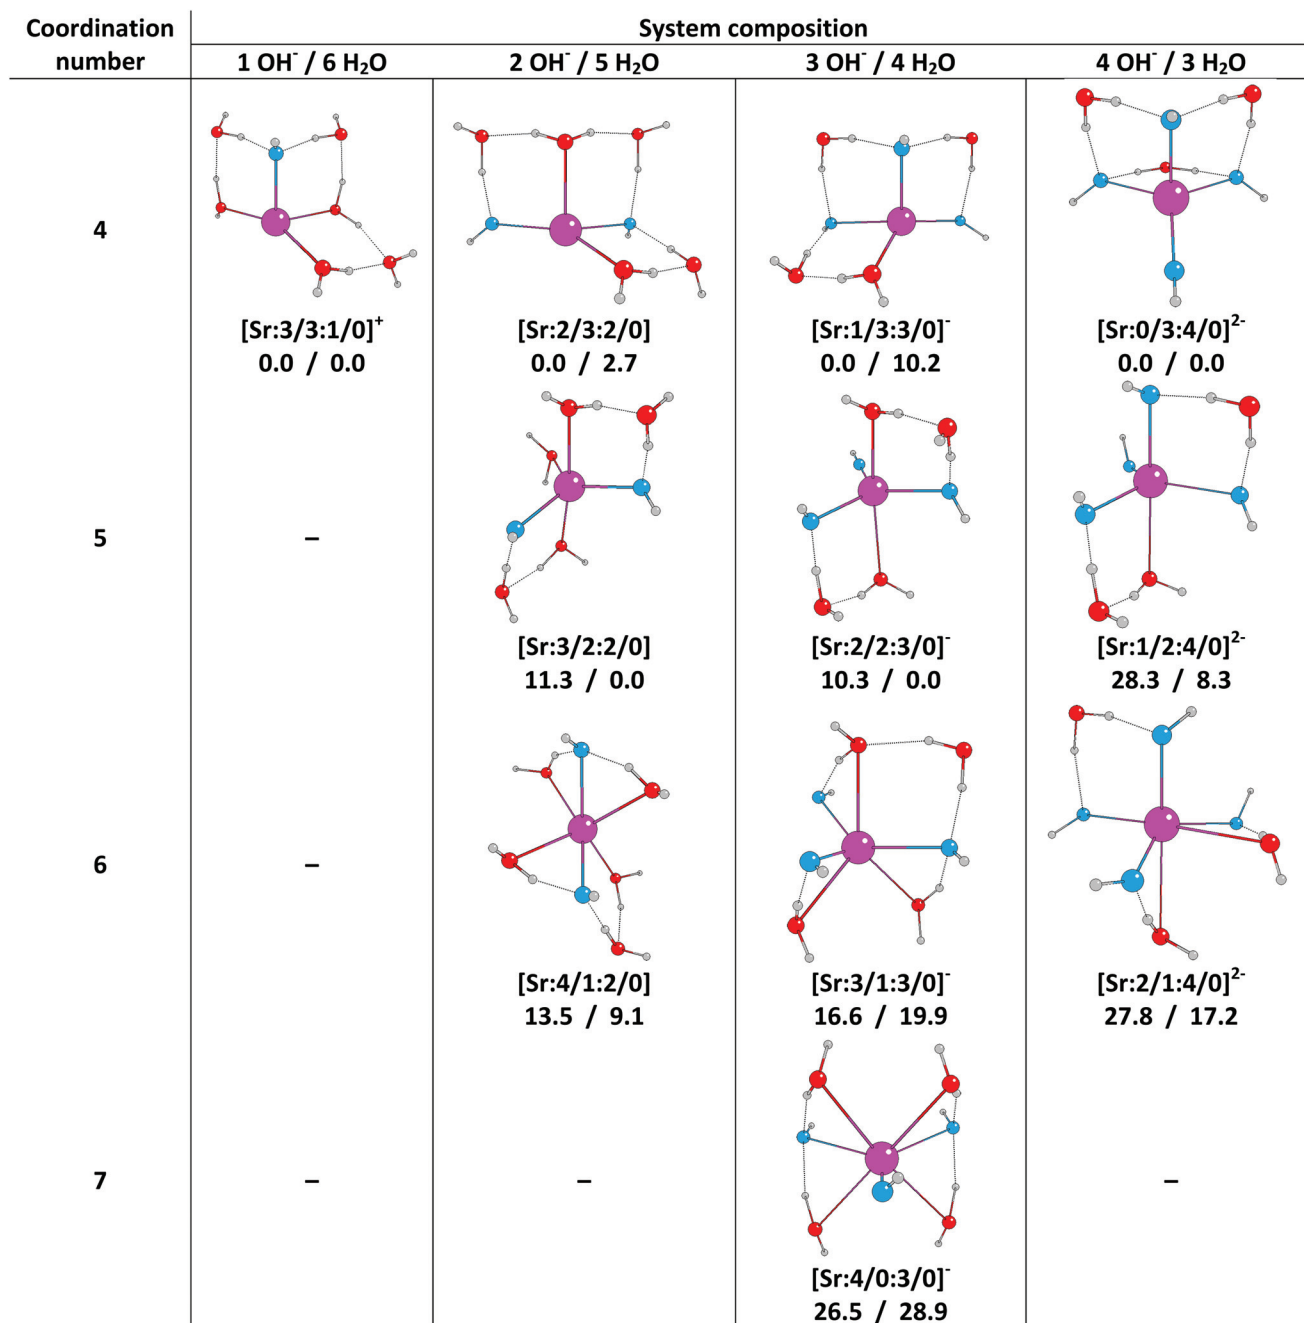 Coordination number
System composition
1 OH⁻ / 6 H₂O
2 OH⁻ / 5 H₂O
3 OH⁻ / 4 H₂O
4 OH⁻ / 3 H₂O
4
[Sr:3/3:1/0]⁺
0.0 / 0.0
[Sr:2/3:2/0]
0.0 / 2.7
[Sr:1/3:3/0]⁻
0.0 / 10.2
[Sr:0/3:4/0]²⁻
0.0 / 0.0
5
–
[Sr:3/2:2/0]
11.3 / 0.0
[Sr:2/2:3/0]⁻
10.3 / 0.0
[Sr:1/2:4/0]²⁻
28.3 / 8.3
6
–
[Sr:4/1:2/0]
13.5 / 9.1
[Sr:3/1:3/0]⁻
16.6 / 19.9
[Sr:2/1:4/0]²⁻
27.8 / 17.2
7
–
–
[Sr:4/0:3/0]⁻
26.5 / 28.9
–